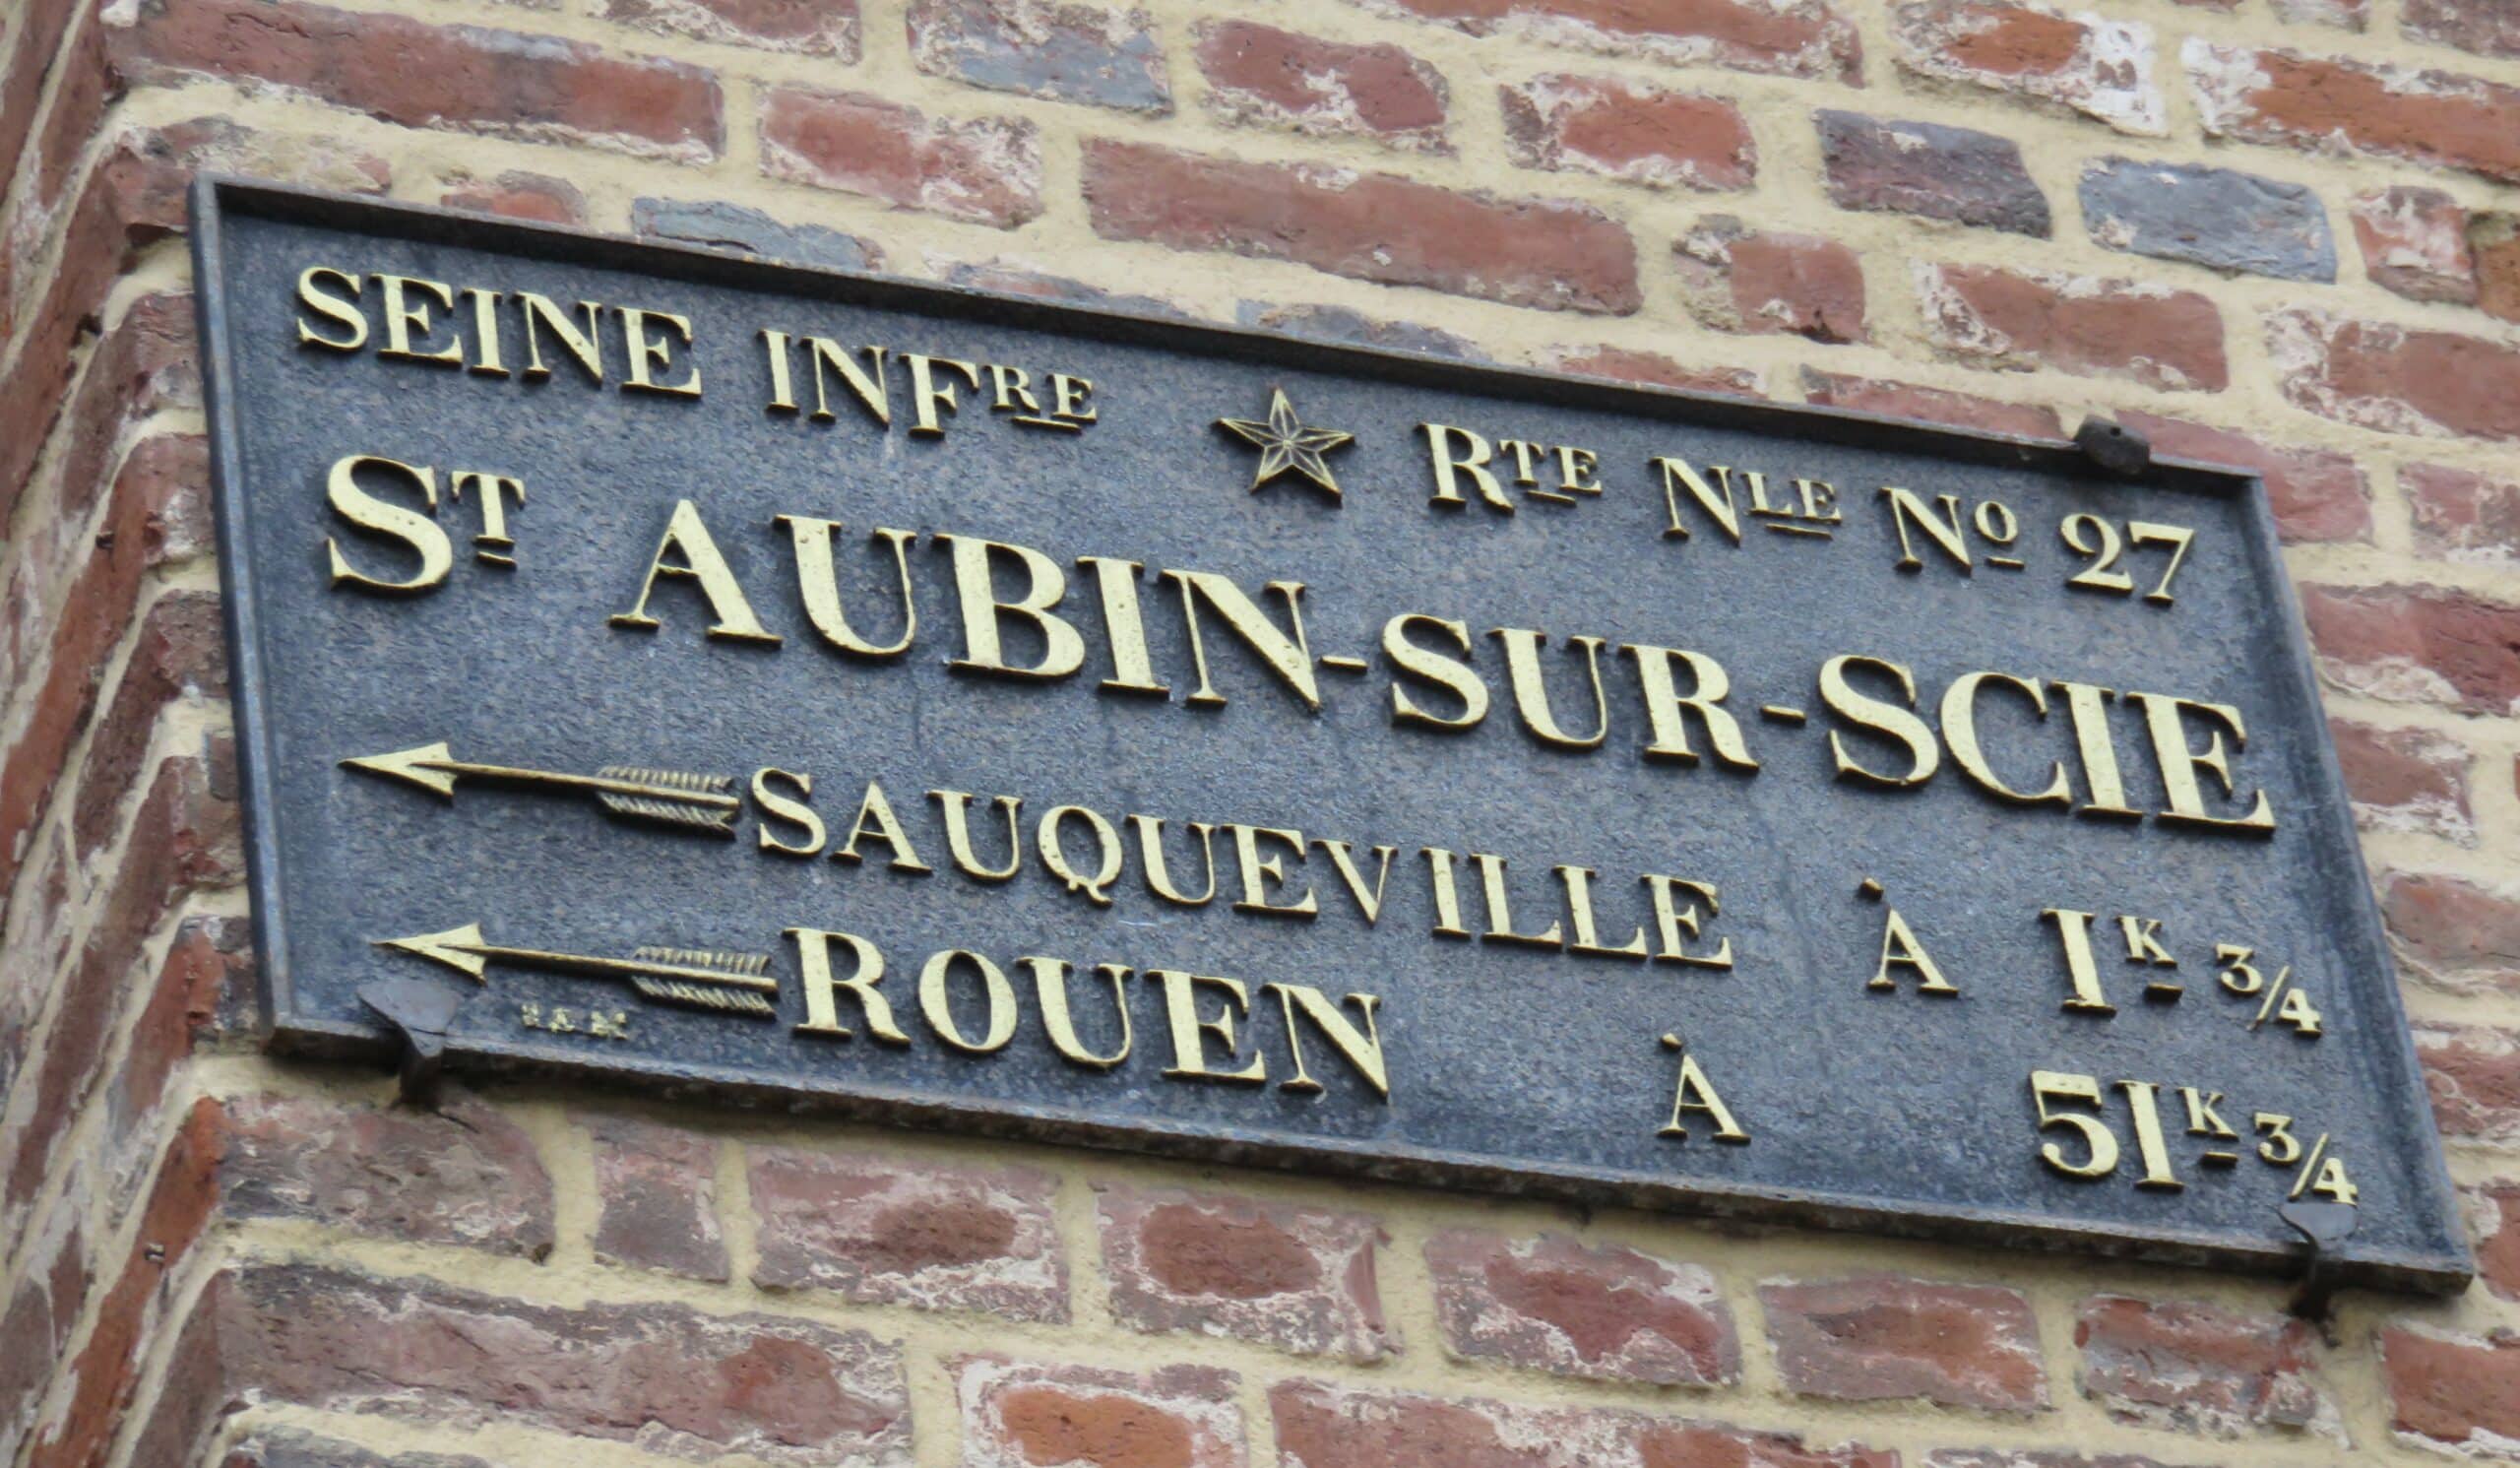 SEINE INFRE ★ RTE NLE No 27
ST AUBIN-SUR-SCIE
SAUQUEVILLE À 1K 3/4
ROUEN À 51K 3/4